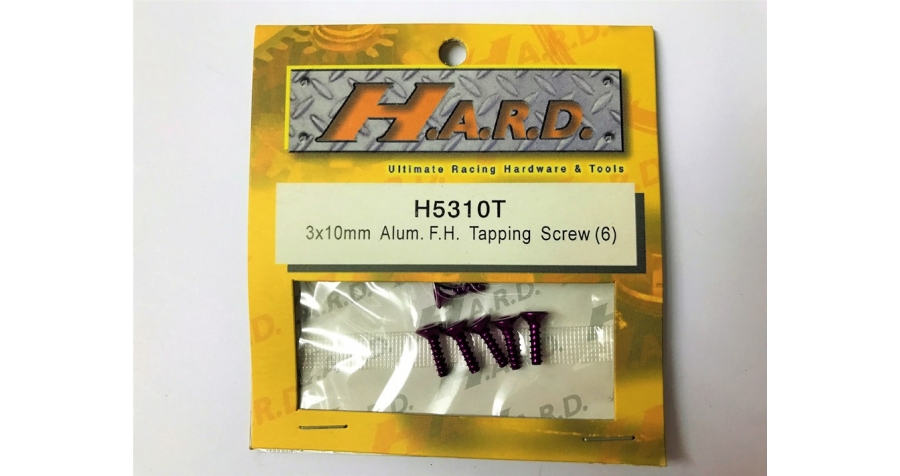 H.A.R.D.
H.A.R.D.
Ultimate Racing Hardware & Tools
H5310T
3x10mm Alum. F.H. Tapping Screw (6)
H.A.R.D.
H.A.R.D.
.A.R.D.
H.A.R.D.